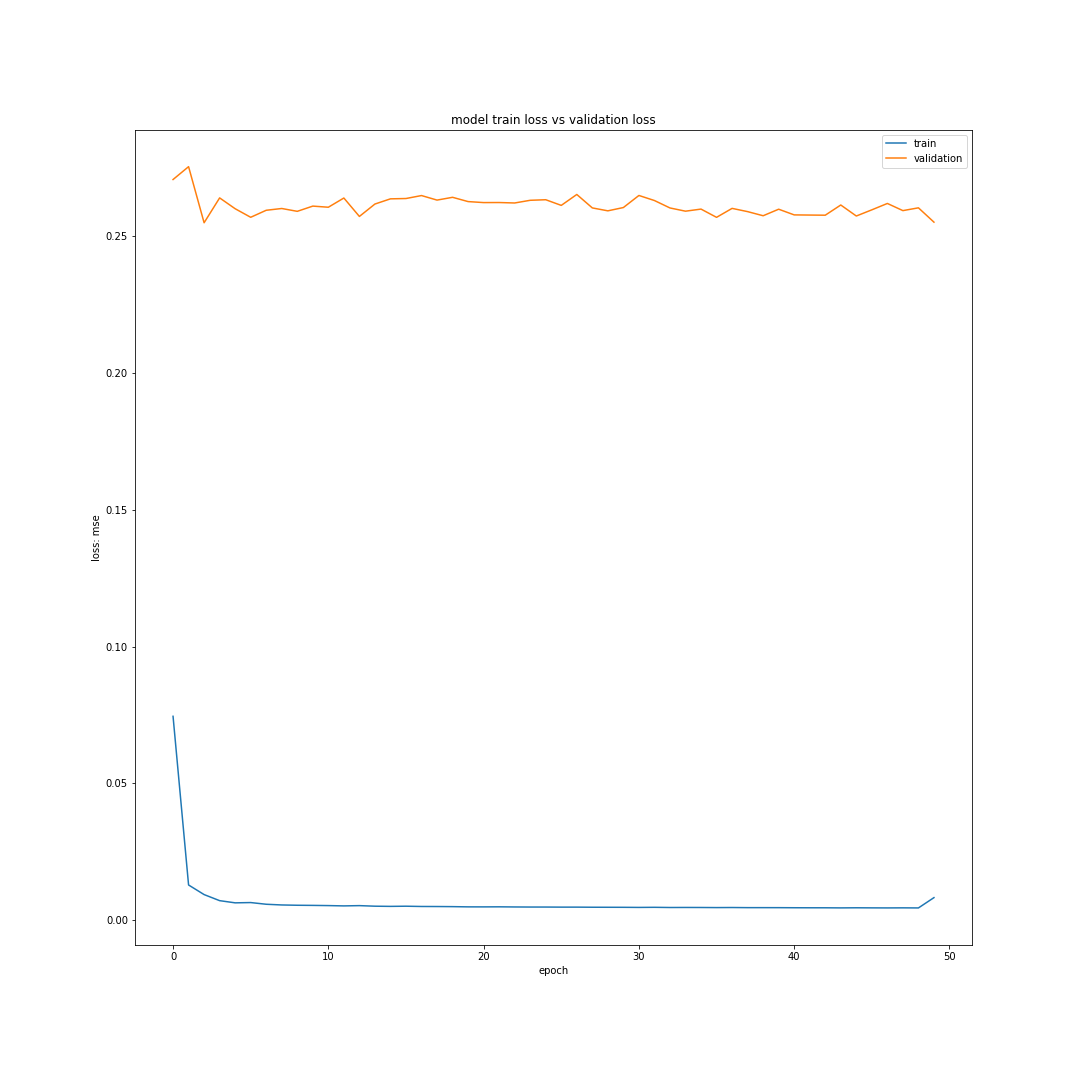 model train loss vs validation loss
train
validation
0.25
0.20
0.15
0.10
0.05
0.00
loss: mse
0 10 20 30 40 50
epoch